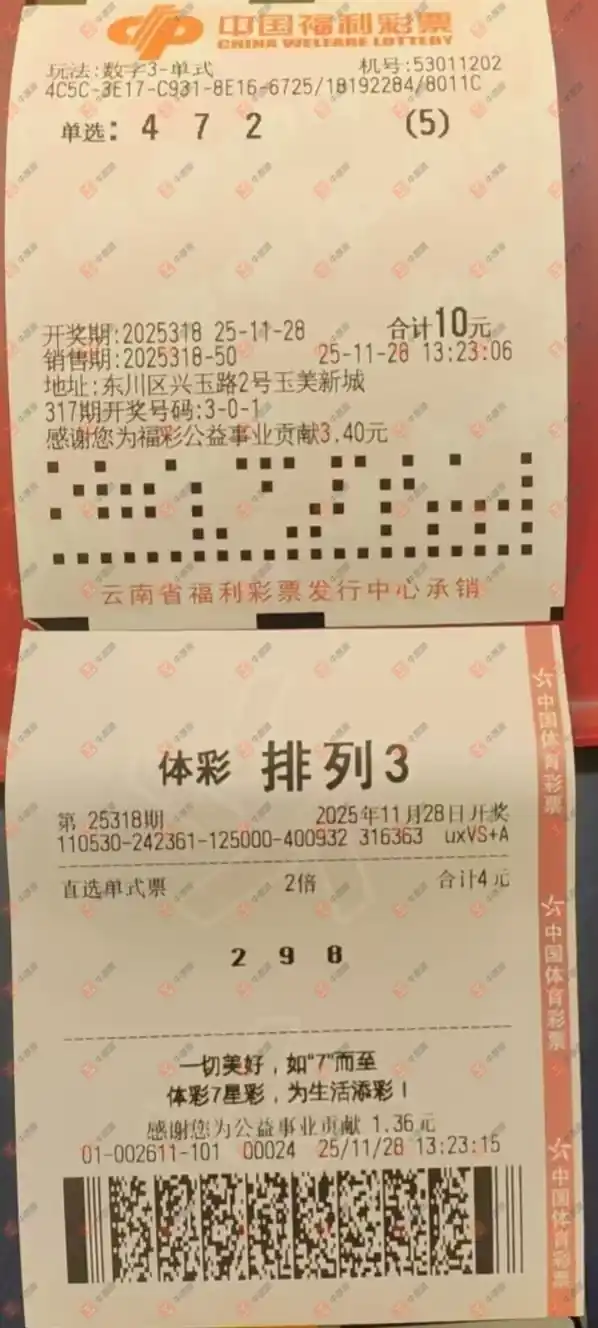 中国福利彩票
CHINA WELFARE LOTTERY
玩法:数字3-单式 机号:53011202
4C5C-3E17-C931-8E16-6725/18192284/8011C
单选: 4 7 2 (5)
开奖期:2025318 25-11-28 合计10元
销售期:2025318-50 25-11-28 13:23:06
地址:东川区兴玉路2号玉美新城
317期开奖号码:3-0-1
感谢您为福彩公益事业贡献3.40元
云南省福利彩票发行中心承销
体彩 排列3
第 25318期 2025年11月28日开奖
110530-242361-125000-400932 316363 uxVS+A
直选单式票 2倍 合计4元
2 9 8
一切美好，如“7”而至
体彩7星彩，为生活添彩！
感谢您为公益事业贡献 1.36元
01-002611-101 00024 25/11/28 13:23:15
中国体育彩票
中国体育彩票
中国体育彩票